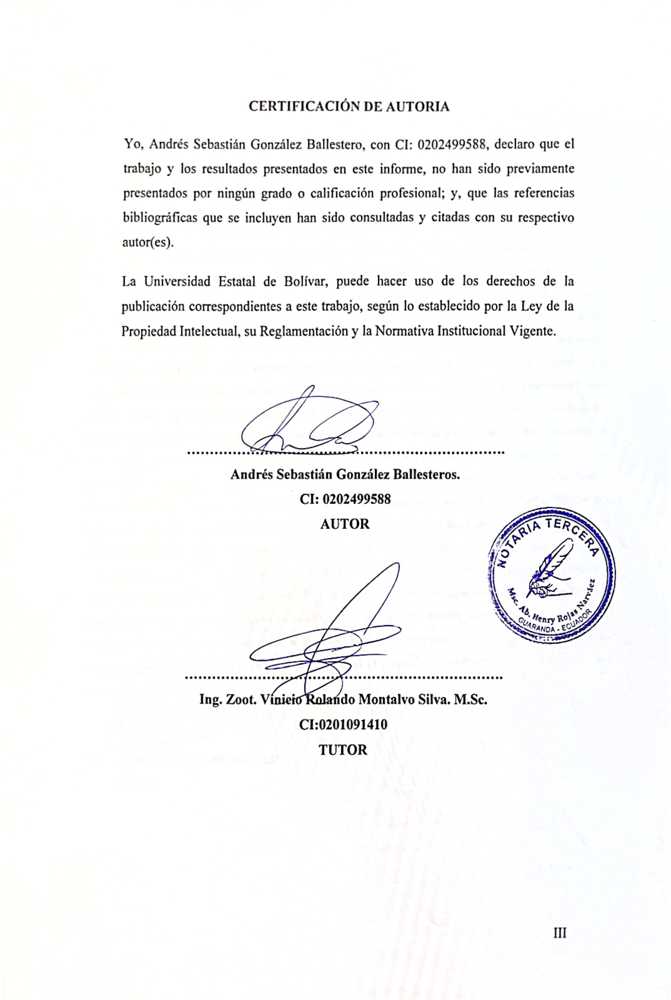 CERTIFICACIÓN DE AUTORIA
Yo, Andrés Sebastián González Ballestero, con CI: 0202499588, declaro que el
trabajo y los resultados presentados en este informe, no han sido previamente
presentados por ningún grado o calificación profesional; y, que las referencias
bibliográficas que se incluyen han sido consultadas y citadas con su respectivo
autor(es).
La Universidad Estatal de Bolívar, puede hacer uso de los derechos de la
publicación correspondientes a este trabajo, según lo establecido por la Ley de la
Propiedad Intelectual, su Reglamentación y la Normativa Institucional Vigente.
Andrés Sebastián González Ballesteros.
CI: 0202499588
AUTOR
NOTARIA TERCERA
Msc. Ab. Henry Rojas Narváez
GUARANDA - ECUADOR
Ing. Zoot. Vinicio Rolando Montalvo Silva. M.Sc.
CI:0201091410
TUTOR
III